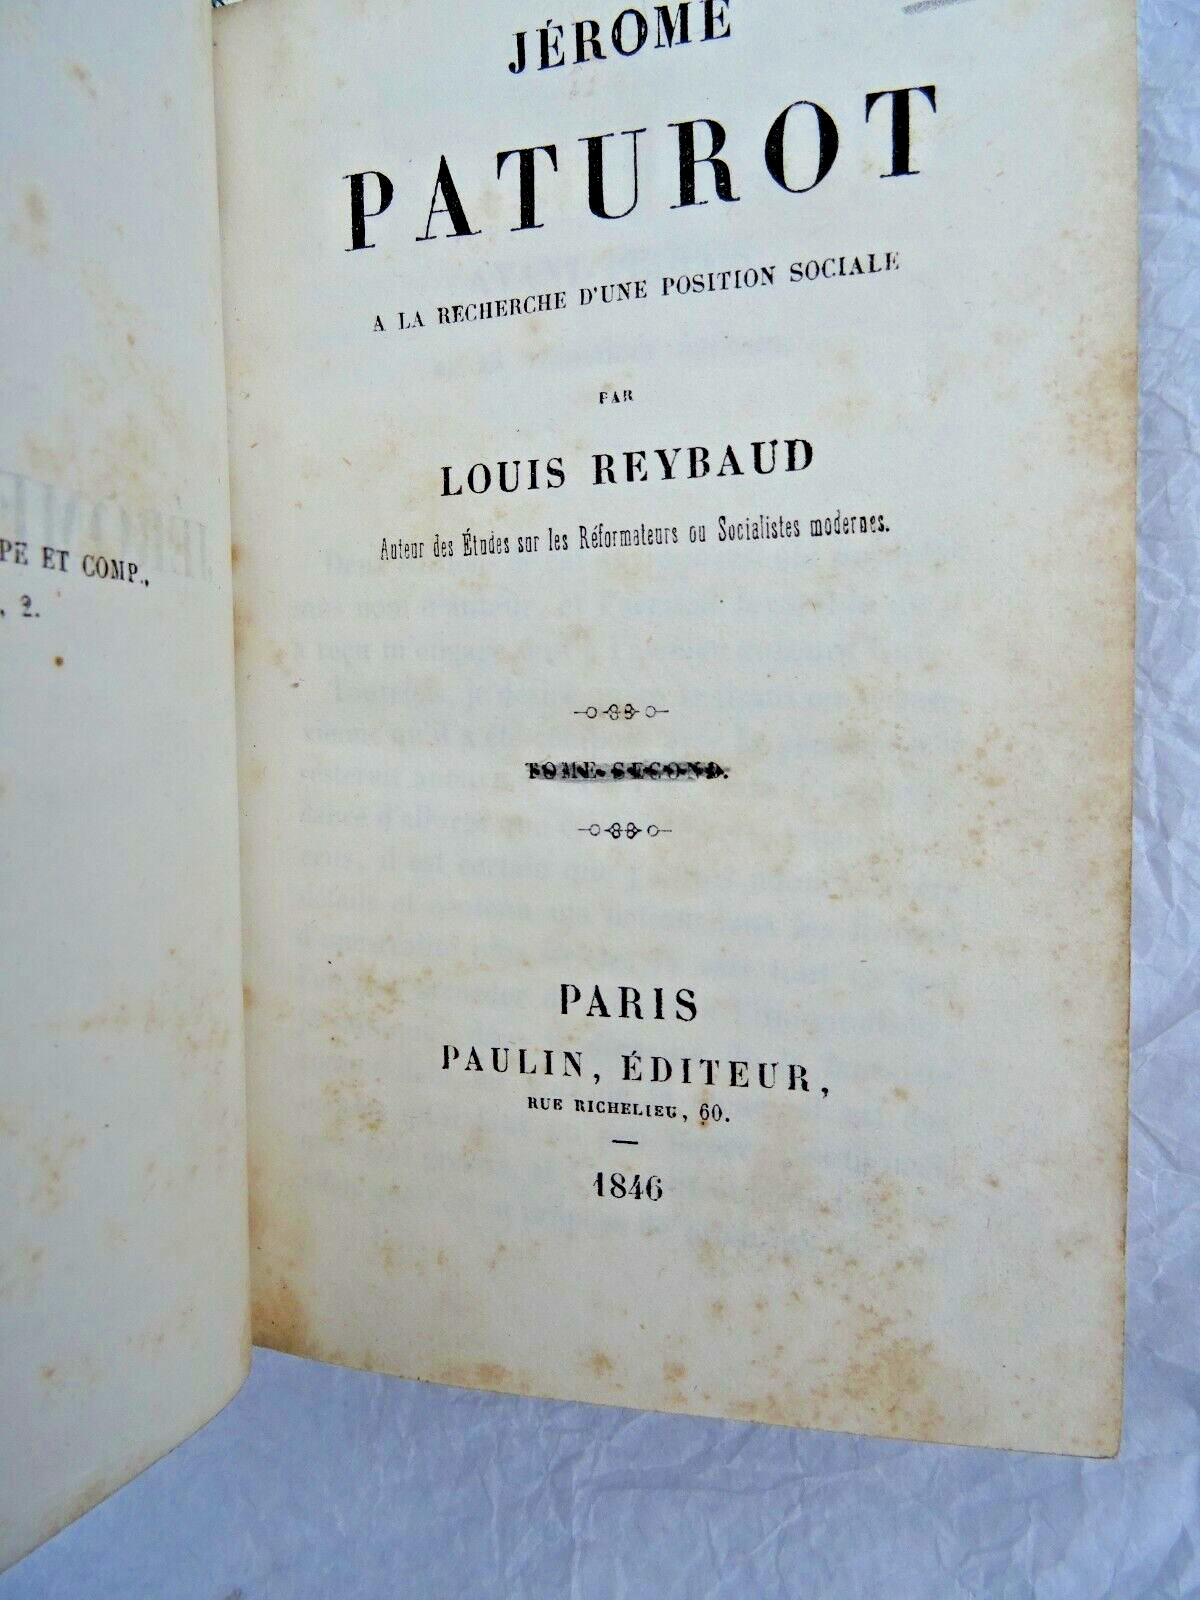 PE ET COMP.,
, 2.
JÉROME
PATUROT
A LA RECHERCHE D'UNE POSITION SOCIALE
PAR
LOUIS REYBAUD
Auteur des Études sur les Réformateurs ou Socialistes modernes.
TOME SECOND.
PARIS
PAULIN, ÉDITEUR,
RUE RICHELIEU, 60.
1846